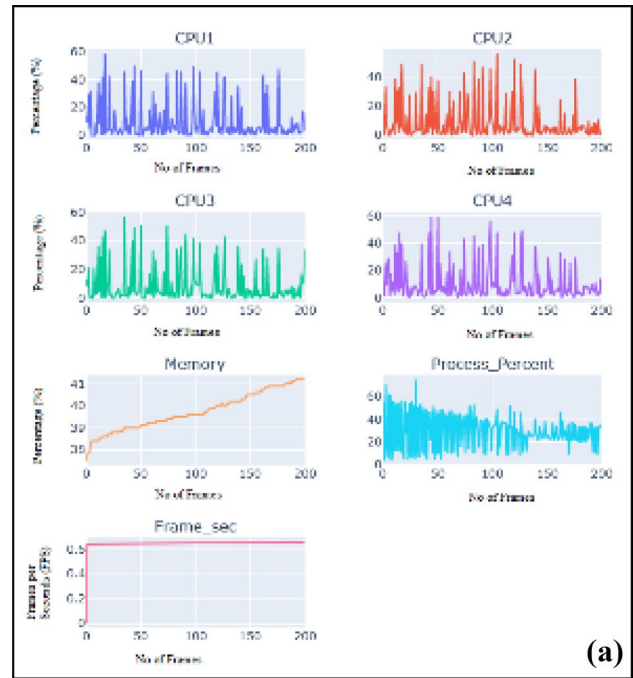 CPU1
CPU2
Percentage (%)
60
40
20
0
40
20
0
0 50 100 150 200
0 50 100 150 200
No of Frames
No of Frames
CPU3
CPU4
Percentage (%)
60
40
20
0
60
40
20
0
0 50 100 150 200
0 50 100 150 200
No of Frames
No of Frames
Memory
Process_Percent
Percentage (%)
41
40
39
60
40
20
0
0 50 100 150 200
0 50 100 150 200
No of Frames
No of Frames
Frame_sec
Frames per
Seconds (FPS)
0.4
0.2
0
0 50 100 150 200
No of Frames
(a)